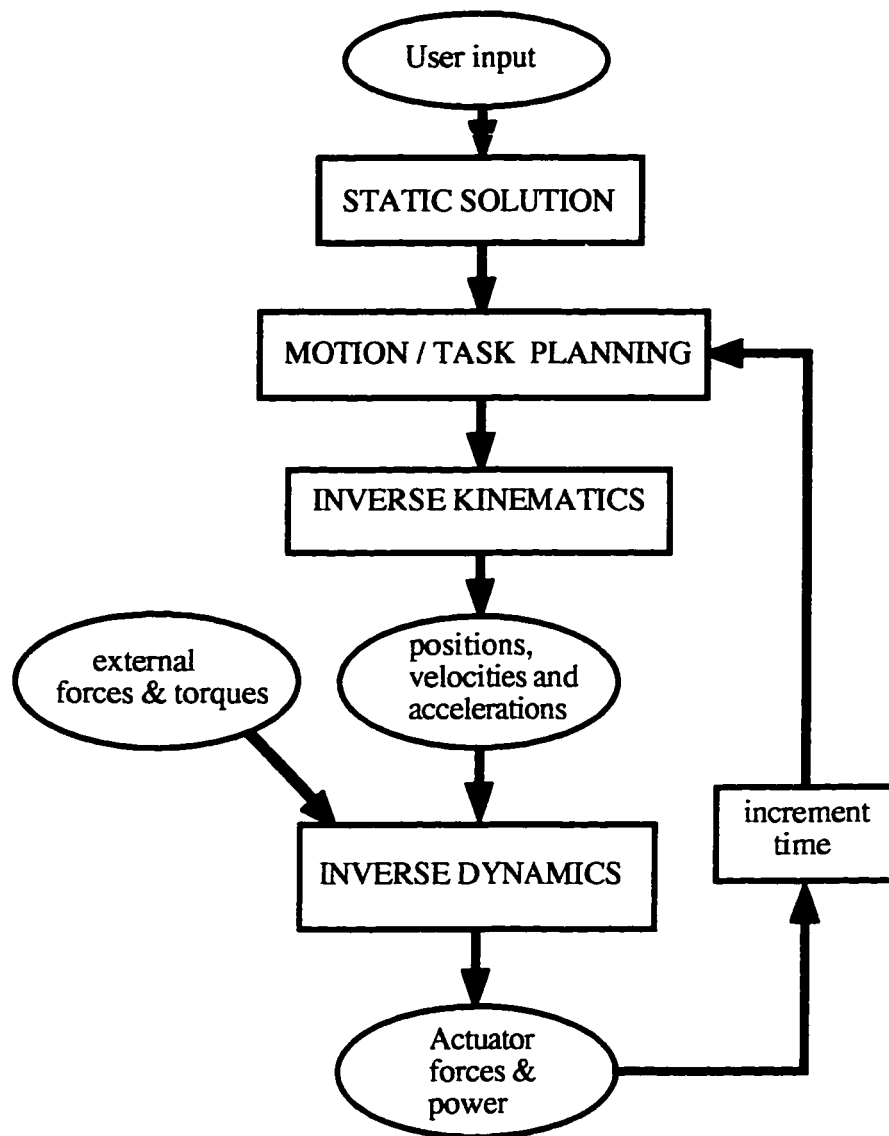 User input
STATIC SOLUTION
MOTION / TASK PLANNING
INVERSE KINEMATICS
external
forces & torques
positions,
velocities and
accelerations
increment
time
INVERSE DYNAMICS
Actuator
forces &
power